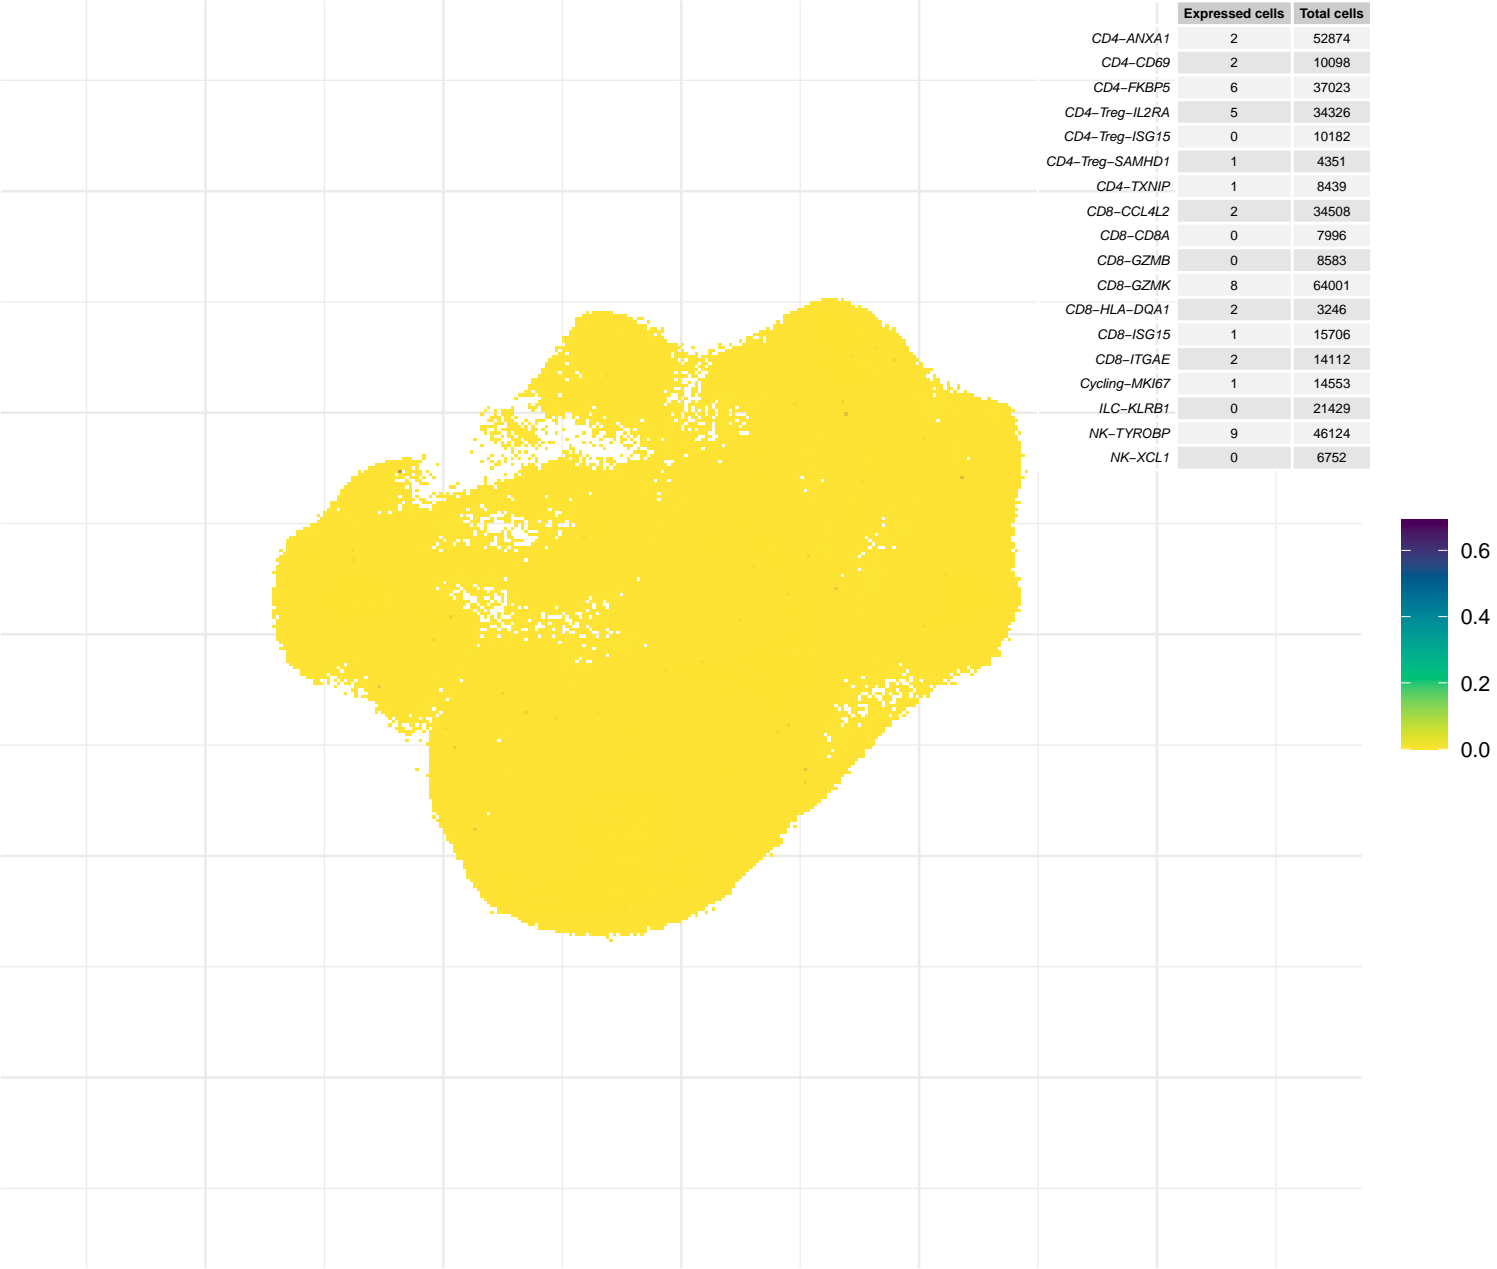 Expressed cells Total cells
CD4−ANXA1 2 52874
CD4−CD69 2 10098
CD4−FKBP5 6 37023
CD4−Treg−IL2RA 5 34326
CD4−Treg−ISG15 0 10182
CD4−Treg−SAMHD1 1 4351
CD4−TXNIP 1 8439
CD8−CCL4L2 2 34508
CD8−CD8A 0 7996
CD8−GZMB 0 8583
CD8−GZMK 8 64001
CD8−HLA−DQA1 2 3246
CD8−ISG15 1 15706
CD8−ITGAE 2 14112
Cycling−MKI67 1 14553
ILC−KLRB1 0 21429
NK−TYROBP 9 46124
NK−XCL1 0 6752
0.6
0.4
0.2
0.0